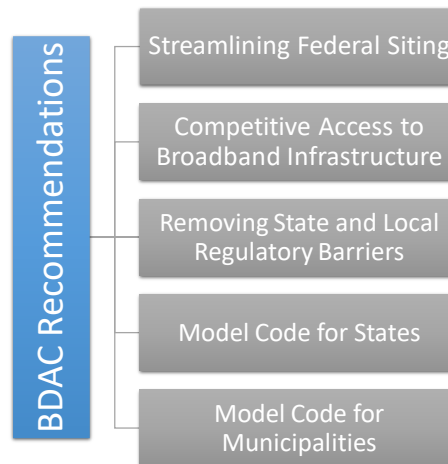 BDAC Recommendations
Streamlining Federal Siting
Competitive Access to
Broadband Infrastructure
Removing State and Local
Regulatory Barriers
Model Code for States
Model Code for
Municipalities